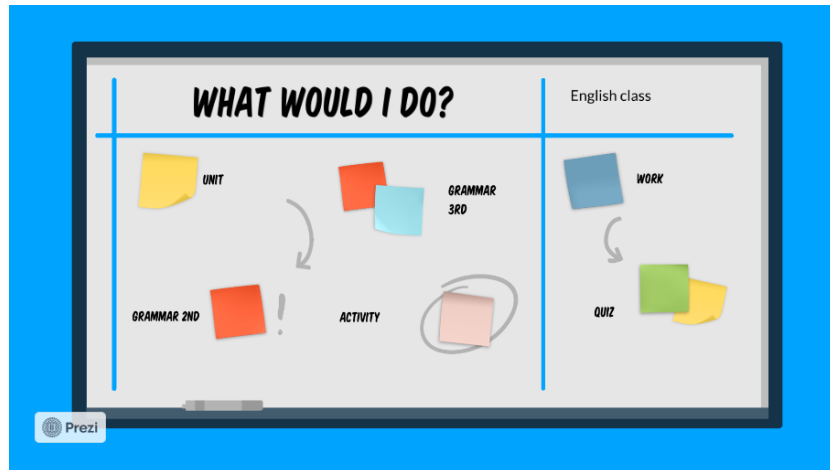 WHAT WOULD I DO?
English class
UNIT
GRAMMAR
3RD
WORK
GRAMMAR 2ND
!
ACTIVITY
QUIZ
Prezi